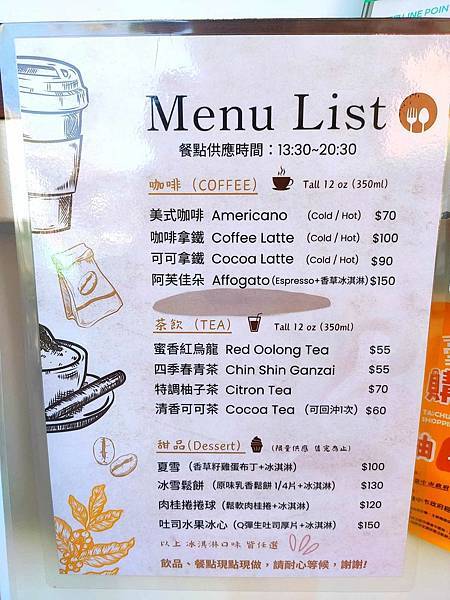 LINE POINT
Menu List
餐點供應時間：13:30~20:30
咖啡 (COFFEE) Tall 12 oz (350ml)
美式咖啡 Americano (Cold / Hot) $70
咖啡拿鐵 Coffee Latte (Cold / Hot) $100
可可拿鐵 Cocoa Latte (Cold / Hot) $90
阿芙佳朵 Affogato (Espresso+香草冰淇淋) $150
茶飲 (TEA) Tall 12 oz (350ml)
蜜香紅烏龍 Red Oolong Tea $55
四季春青茶 Chin Shin Ganzai $55
特調柚子茶 Citron Tea $70
清香可可茶 Cocoa Tea (可回沖1次) $60
甜品(Dessert) (限量供應 售完為止)
夏雪 (香草籽雞蛋布丁+冰淇淋) $100
冰雪鬆餅 (原味乳香鬆餅 1/4片+冰淇淋) $130
肉桂捲捲球 (鬆軟肉桂捲+冰淇淋) $120
吐司水果冰心 (Q彈生吐司厚片+冰淇淋) $150
以上 冰淇淋口味 皆任選
飲品、餐點現點現做，請耐心等候，謝謝!
購
TAICHU
SHOPPE
抽